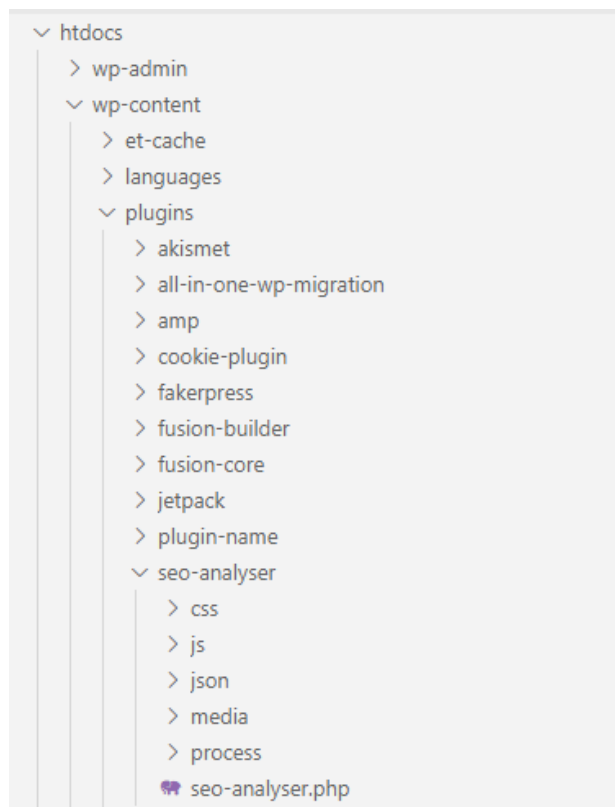 htdocs
wp-admin
wp-content
et-cache
languages
plugins
akismet
all-in-one-wp-migration
amp
cookie-plugin
fakerpress
fusion-builder
fusion-core
jetpack
plugin-name
seo-analyser
css
js
json
media
process
seo-analyser.php